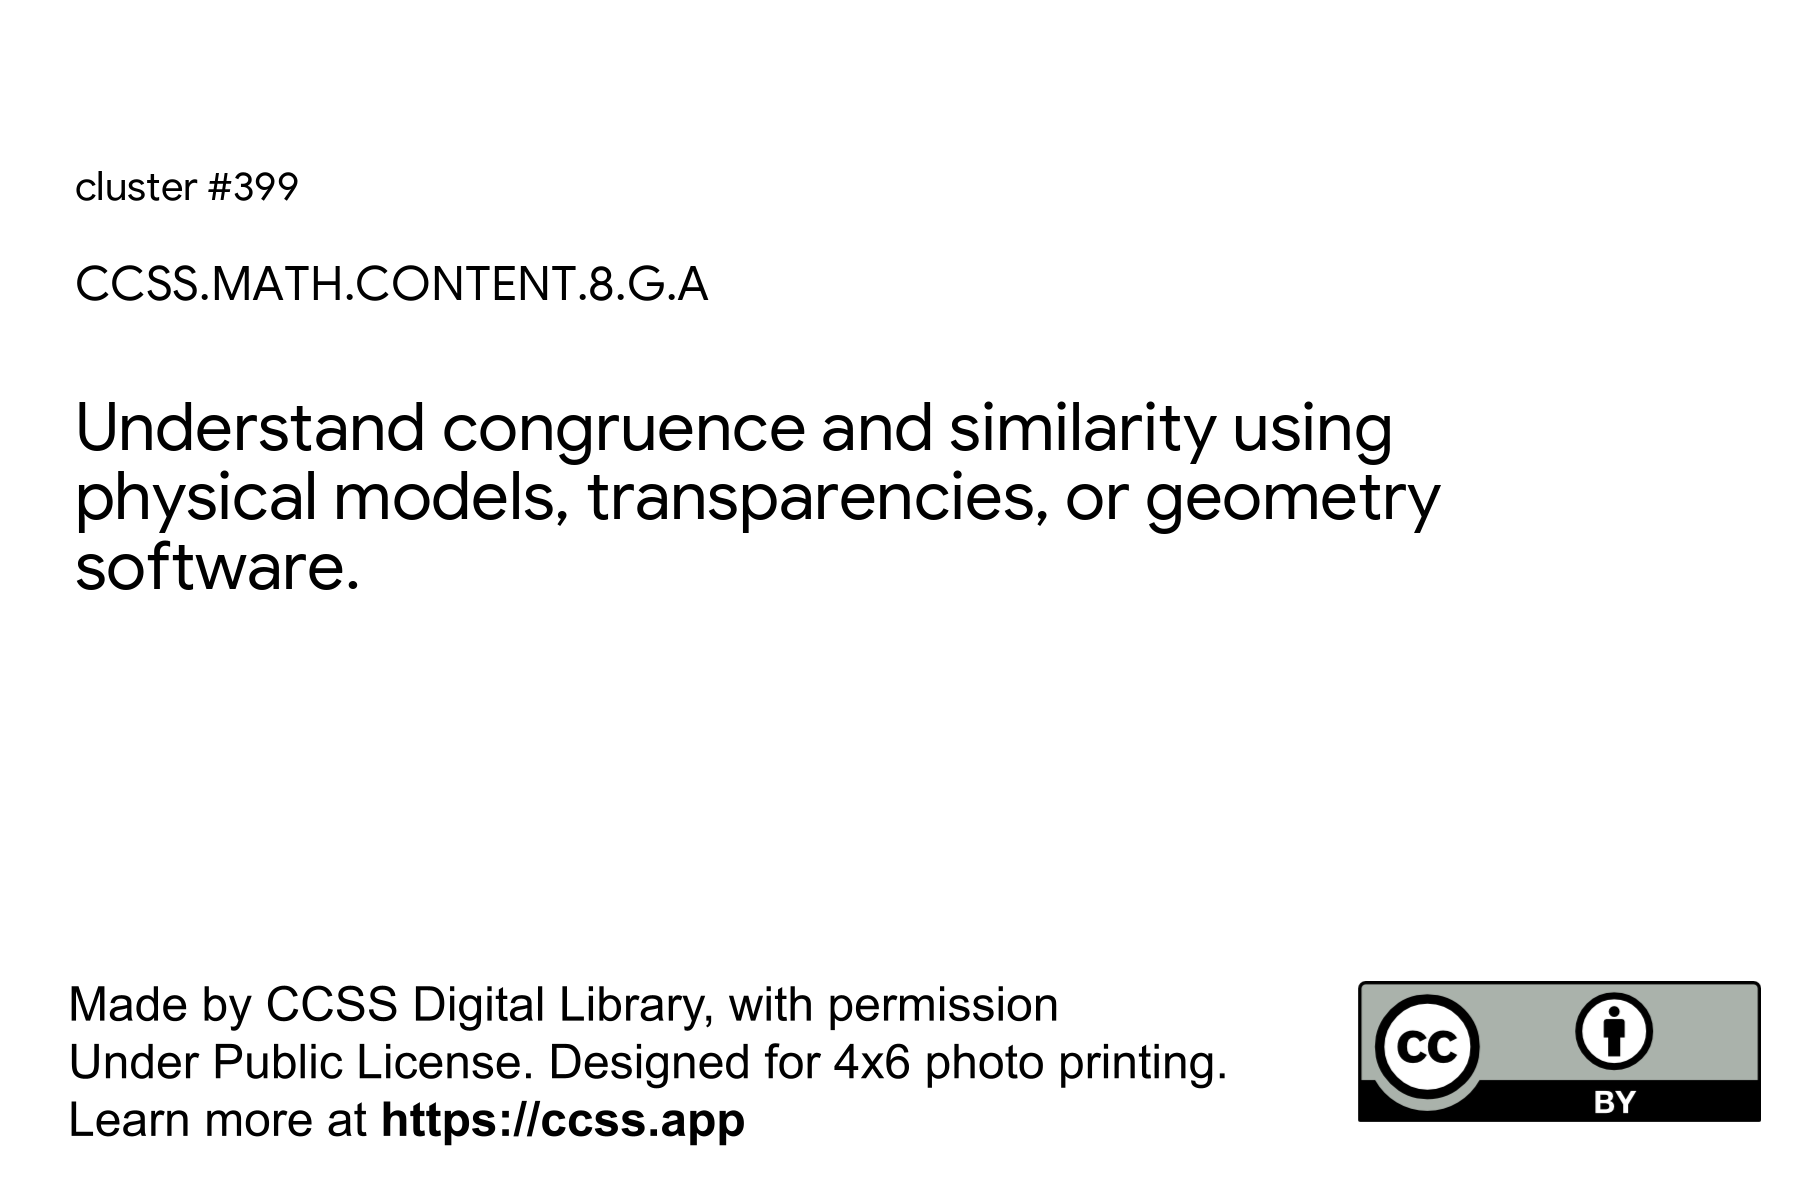 cluster #399
CCSS.MATH.CONTENT.8.G.A
Understand congruence and similarity using
physical models, transparencies, or geometry
software.
Made by CCSS Digital Library, with permission
Under Public License. Designed for 4x6 photo printing.
Learn more at https://ccss.app
CC
BY